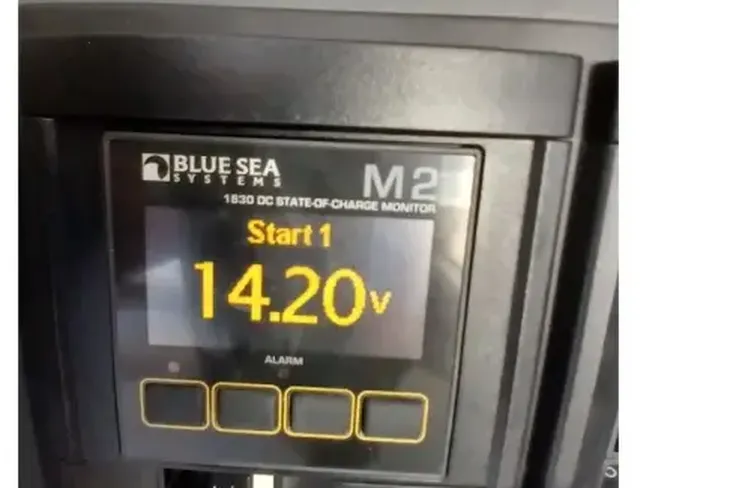 BLUE SEA
SYSTEMS
M2
1830 DC STATE-OF-CHARGE MONITOR
Start 1
14.20v
ALARM